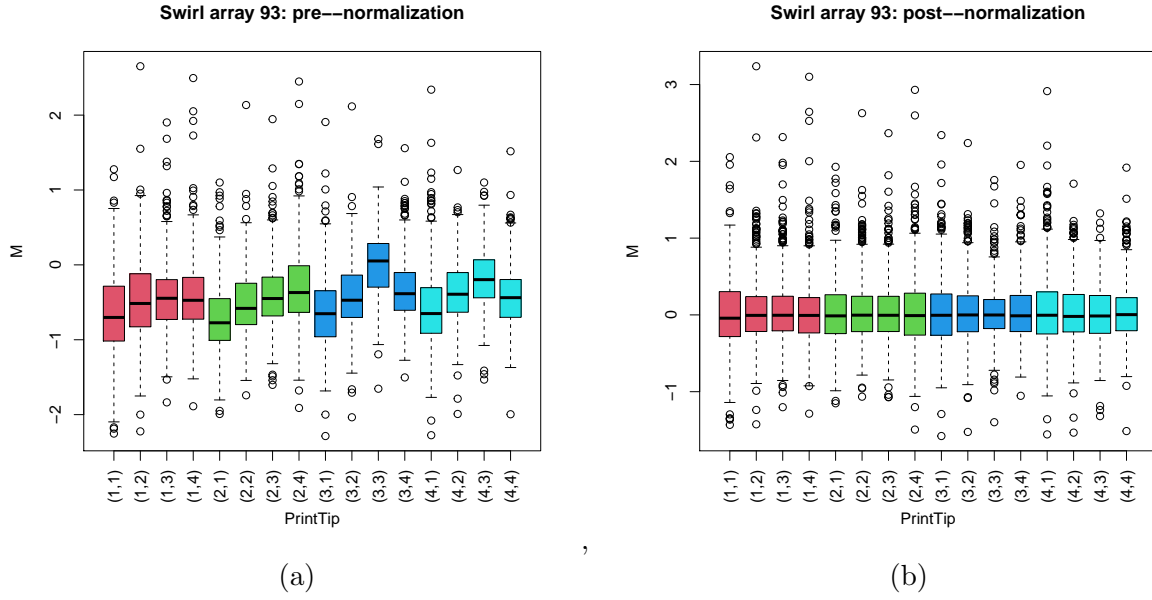 Swirl array 93: pre−−normalization
M
2
1
0
−1
−2
(1,1) (1,2) (1,3) (1,4) (2,1) (2,2) (2,3) (2,4) (3,1) (3,2) (3,3) (3,4) (4,1) (4,2) (4,3) (4,4)
PrintTip
(a)
,
Swirl array 93: post−−normalization
M
3
2
1
0
−1
(1,1) (1,2) (1,3) (1,4) (2,1) (2,2) (2,3) (2,4) (3,1) (3,2) (3,3) (3,4) (4,1) (4,2) (4,3) (4,4)
PrintTip
(b)